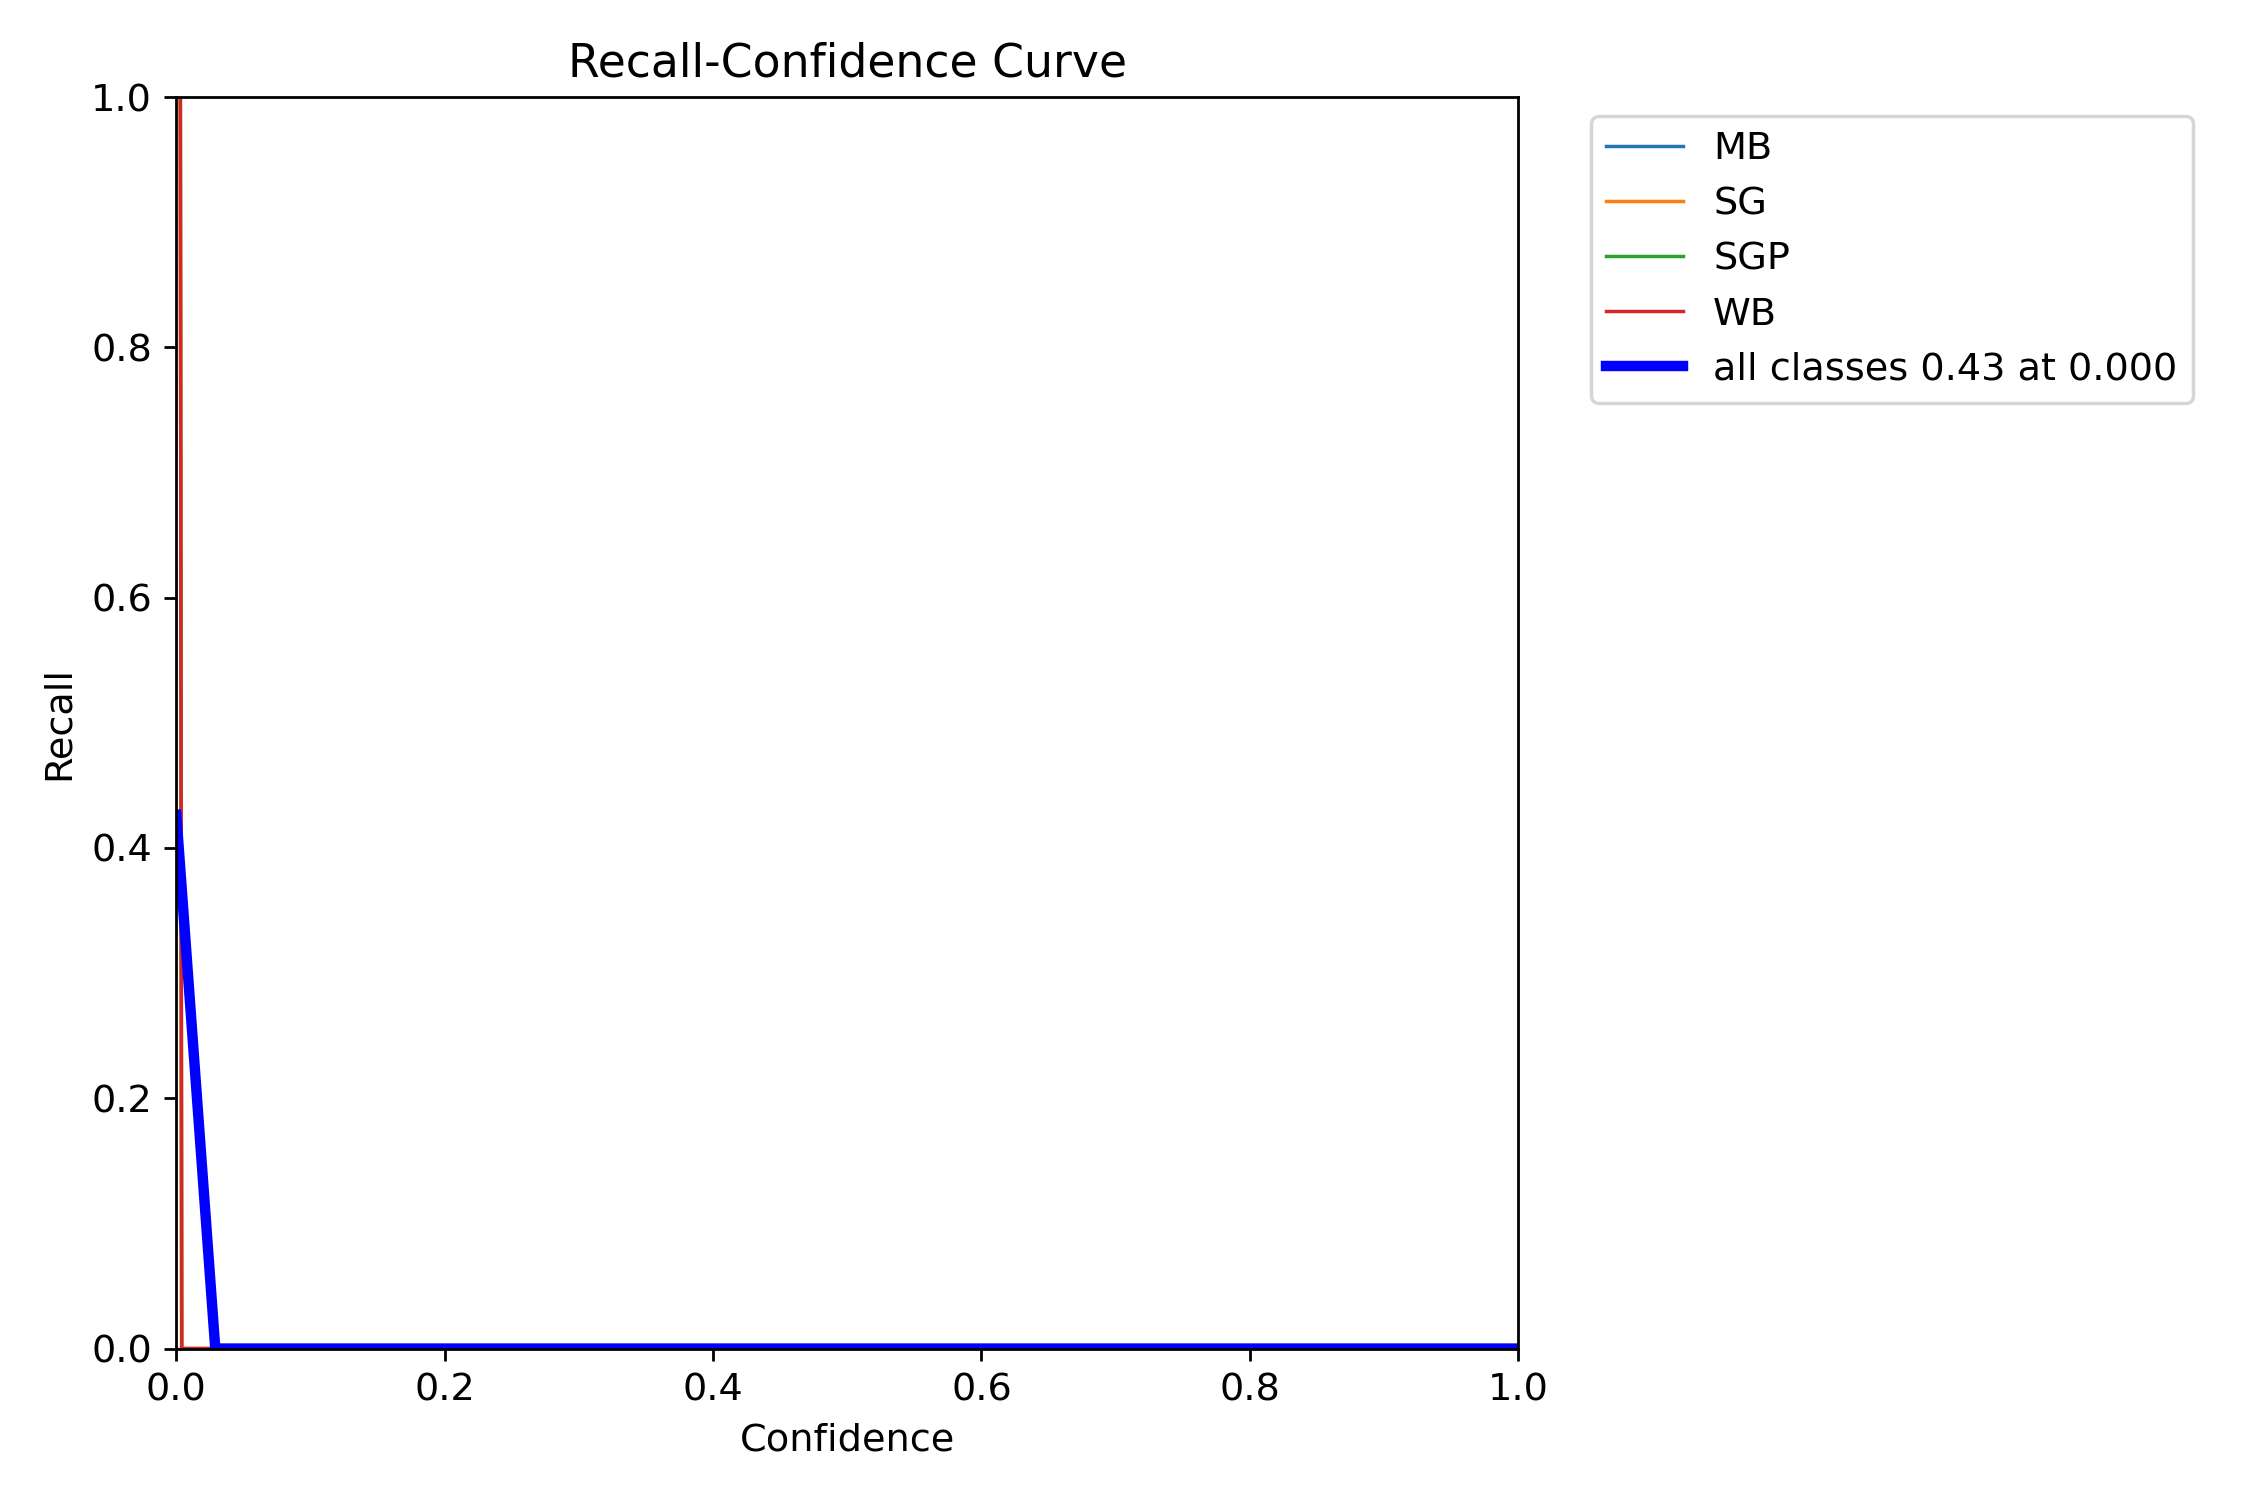 Recall-Confidence Curve
1.0
0.8
0.6
0.4
0.2
0.0
Recall
0.0 0.2 0.4 0.6 0.8 1.0
Confidence
MB
SG
SGP
WB
all classes 0.43 at 0.000